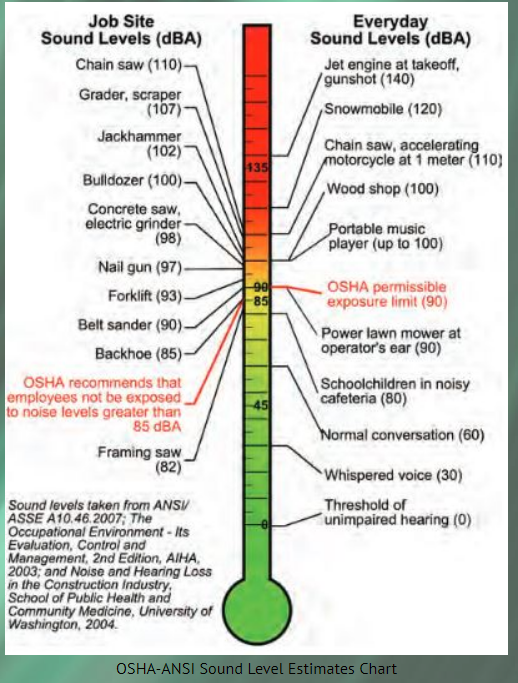 Job Site
Sound Levels (dBA)
Chain saw (110)
Grader, scraper
(107)
Jackhammer
(102)
Bulldozer (100)
Concrete saw,
electric grinder
(98)
Nail gun (97)
Forklift (93)
Belt sander (90)
Backhoe (85)
OSHA recommends that
employees not be exposed
to noise levels greater than
85 dBA
Framing saw
(82)
Sound levels taken from ANSI/
ASSE A10.46.2007; The
Occupational Environment - Its
Evaluation, Control and
Management, 2nd Edition, AIHA,
2003; and Noise and Hearing Loss
in the Construction Industry,
School of Public Health and
Community Medicine, University of
Washington, 2004.
135
90
85
45
0
Everyday
Sound Levels (dBA)
Jet engine at takeoff,
gunshot (140)
Snowmobile (120)
Chain saw, accelerating
motorcycle at 1 meter (110)
Wood shop (100)
Portable music
player (up to 100)
OSHA permissible
exposure limit (90)
Power lawn mower at
operator's ear (90)
Schoolchildren in noisy
cafeteria (80)
Normal conversation (60)
Whispered voice (30)
Threshold of
unimpaired hearing (0)
OSHA-ANSI Sound Level Estimates Chart